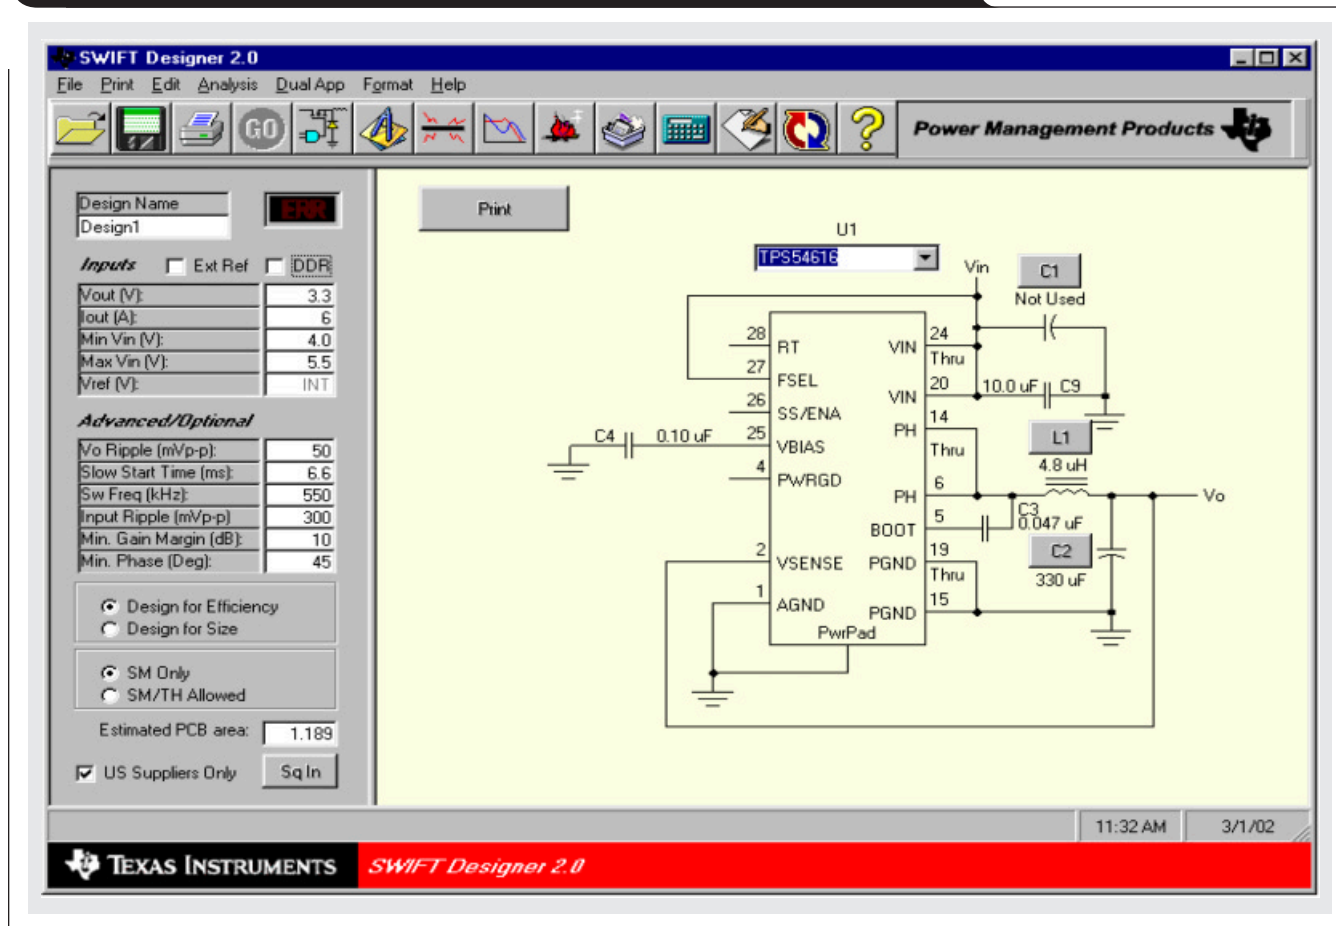 SWIFT Designer 2.0
File Print Edit Analysis Dual App Format Help
GO
Power Management Products
Design Name
ERR
Design1
Inputs Ext Ref DDR
Vout (V): 3.3
Iout (A): 6
Min Vin (V): 4.0
Max Vin (V): 5.5
Vref (V): INT
Advanced/Optional
Vo Ripple (mVp-p): 50
Slow Start Time (ms): 6.6
Sw Freq (kHz): 550
Input Ripple (mVp-p) 300
Min. Gain Margin (dB): 10
Min. Phase (Deg): 45
Design for Efficiency
Design for Size
SM Only
SM/TH Allowed
Estimated PCB area: 1.189
US Suppliers Only Sq In
Print
U1
TPS54616
Vin
C1
Not Used
28 RT
27 FSEL
26 SS/ENA
25 VBIAS
4 PWRGD
2 VSENSE
1 AGND
PwrPad
C4 0.10 uF
VIN 24
Thru
VIN 20
10.0 uF C9
PH 14
Thru
PH 6
BOOT 5
PGND 19
Thru
PGND 15
L1
4.8 uH
Vo
C3
0.047 uF
C2
330 uF
11:32 AM 3/1/02
TEXAS INSTRUMENTS SWIFT Designer 2.0